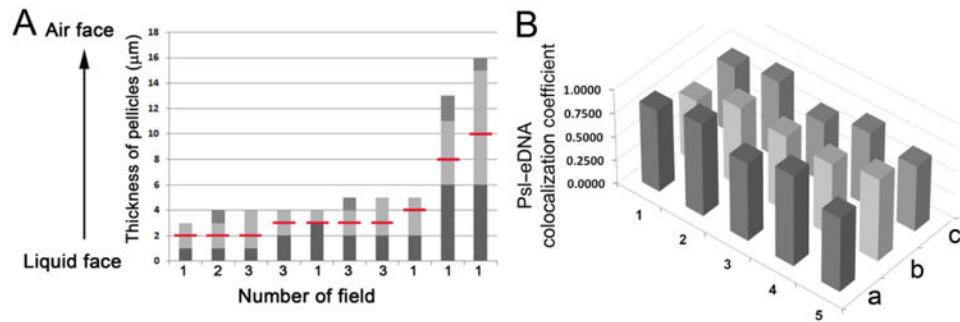 A
Air face
Liquid face
Thickness of pellicles (μm)
18
16
14
12
10
8
6
4
2
0
1 2 3 3 1 3 3 1 1 1
Number of field
B
Psl-eDNA
colocalization coefficient
1.0000
0.7500
0.5000
0.2500
0.0000
1
2
3
4
5
a
b
c